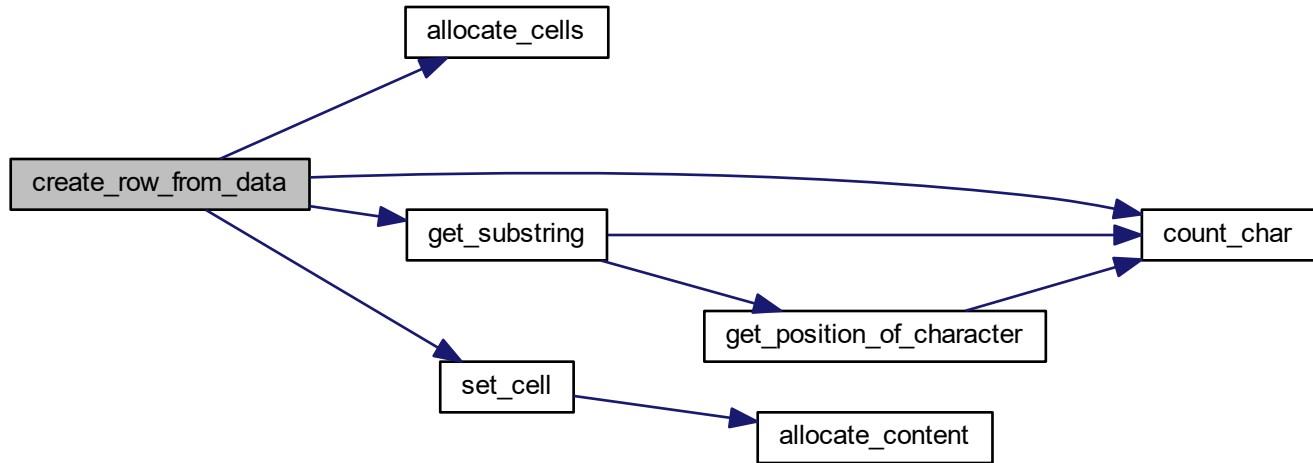 allocate_cells
create_row_from_data
get_substring
count_char
get_position_of_character
set_cell
allocate_content